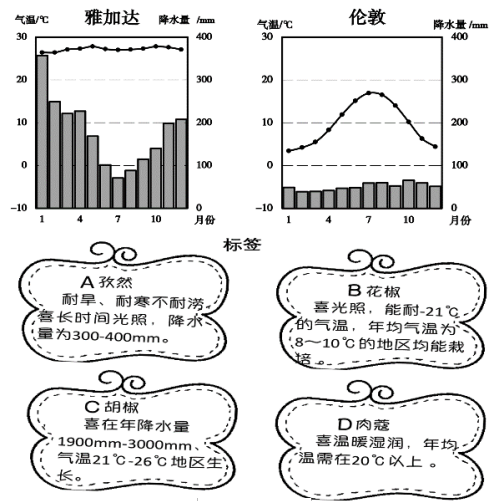 雅加达
气温/℃ 降水量 /mm
30 400
20 300
10 200
0 100
−10 0
1 4 7 10 月份
伦敦
气温/℃ 降水量 /mm
30 400
20 300
10 200
0 100
−10 0
1 4 7 10 月份
标签
A 孜然
耐旱、耐寒不耐涝,
喜长时间光照，降水
量为300-400mm。
B 花椒
喜光照，能耐-21℃
的气温，年均气温为
8～10℃的地区均能栽
培 。
C 胡椒
喜在年降水量
1900mm-3000mm、
气温21℃-26℃地区生
长。
D 肉蔻
喜温暖湿润，年均
温需在20℃以上 。